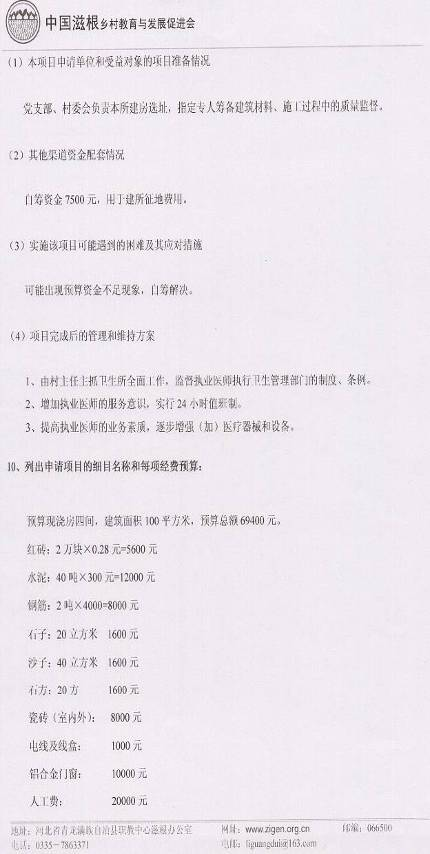 中国滋根乡村教育与发展促进会
（1）本项目申请单位和受益对象的项目准备情况
党支部、村委会负责本所建房选址，指定专人筹备建筑材料、施工过程中的质量监督。
（2）其他渠道资金配套情况
自筹资金 7500 元，用于建所征地费用。
（3）实施该项目可能遇到的困难及其应对措施
可能出现预算资金不足现象，自筹解决。
（4）项目完成后的管理和维持方案
1、由村主任主抓卫生所全面工作，监督执业医师执行卫生管理部门的制度、条例。
2、增加执业医师的服务意识，实行 24 小时值班制。
3、提高执业医师的业务素质，逐步增强（加）医疗器械和设备。
10、列出申请项目的细目名称和每项经费预算：
预算现浇房四间，建筑面积 100 平方米，预算总额 69400 元。
红砖：2 万块×0.28 元=5600 元
水泥：40 吨×300 元=12000 元
钢筋：2 吨×4000=8000 元
石子：20 立方米 1600 元
沙子：40 立方米 1600 元
石方：20 方 1600 元
瓷砖（室内外）： 8000 元
电线及线盒： 1000 元
铝合金门窗： 10000 元
人工费： 20000 元
地址：河北省青龙满族自治县职教中心滋根办公室 网址：www.zigen.org.cn 邮编：066500
电话：0335－7863371 电邮：liguangdui@163.com